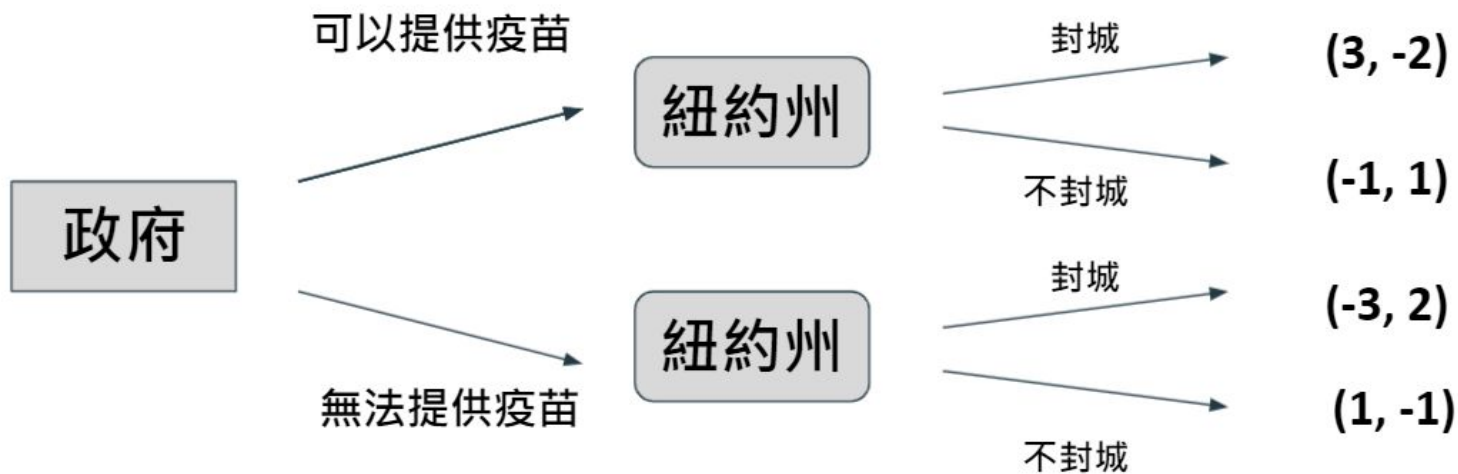 可以提供疫苗
封城
(3, -2)
紐約州
不封城
(-1, 1)
政府
封城
(-3, 2)
紐約州
無法提供疫苗
不封城
(1, -1)